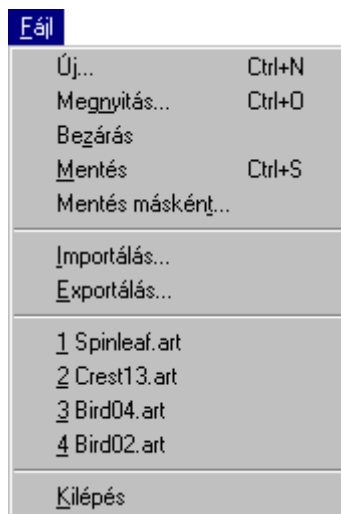 Fájl
Új... Ctrl+N
Megnyitás... Ctrl+O
Bezárás
Mentés Ctrl+S
Mentés másként...
Importálás...
Exportálás...
1 Spinleaf.art
2 Crest13.art
3 Bird04.art
4 Bird02.art
Kilépés